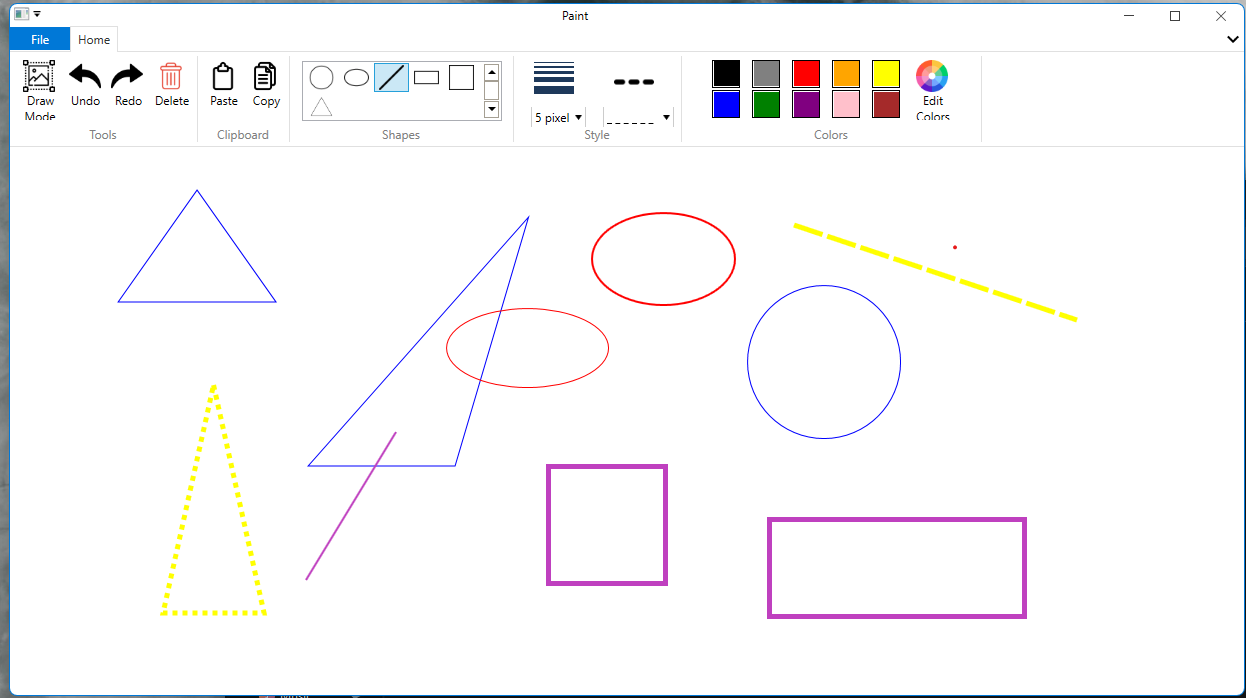 Paint
File
Home
Draw Mode
Undo
Redo
Delete
Paste
Copy
5 pixel
Edit Colors
Tools
Clipboard
Shapes
Style
Colors